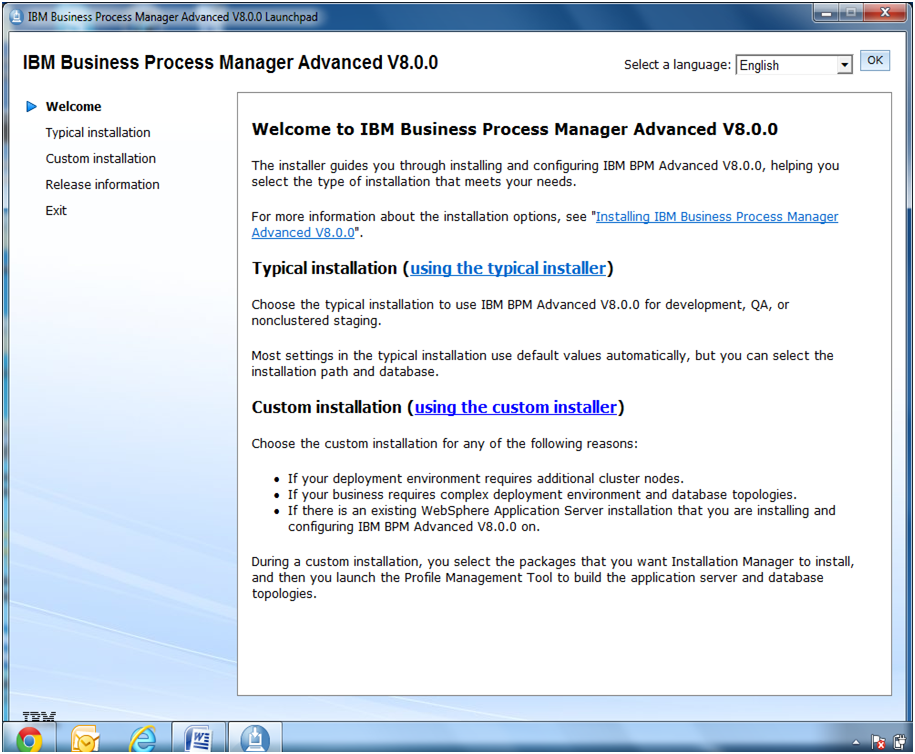 IBM Business Process Manager Advanced V8.0.0 Launchpad
IBM Business Process Manager Advanced V8.0.0
Select a language: English OK
Welcome
Typical installation
Custom installation
Release information
Exit
Welcome to IBM Business Process Manager Advanced V8.0.0
The installer guides you through installing and configuring IBM BPM Advanced V8.0.0, helping you
select the type of installation that meets your needs.
For more information about the installation options, see "Installing IBM Business Process Manager
Advanced V8.0.0".
Typical installation (using the typical installer)
Choose the typical installation to use IBM BPM Advanced V8.0.0 for development, QA, or
nonclustered staging.
Most settings in the typical installation use default values automatically, but you can select the
installation path and database.
Custom installation (using the custom installer)
Choose the custom installation for any of the following reasons:
• If your deployment environment requires additional cluster nodes.
• If your business requires complex deployment environment and database topologies.
• If there is an existing WebSphere Application Server installation that you are installing and
configuring IBM BPM Advanced V8.0.0 on.
During a custom installation, you select the packages that you want Installation Manager to install,
and then you launch the Profile Management Tool to build the application server and database
topologies.
IBM